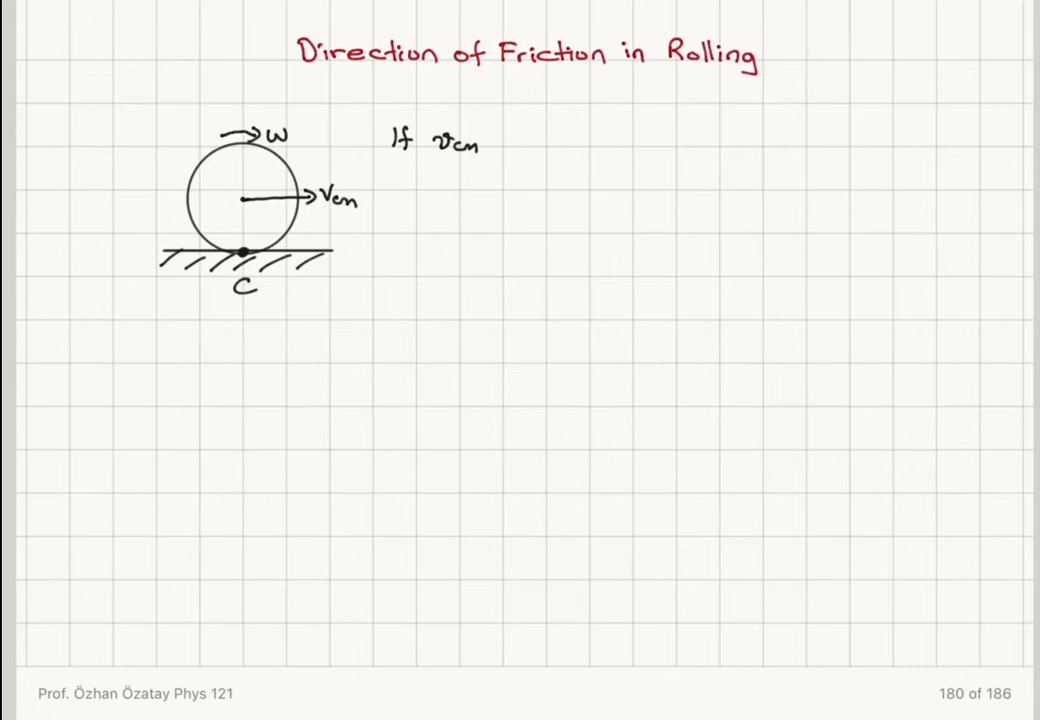 Direction of Friction in Rolling
ω
If vcm
Vcm
C
Prof. Özhan Özatay Phys 121
180 of 186